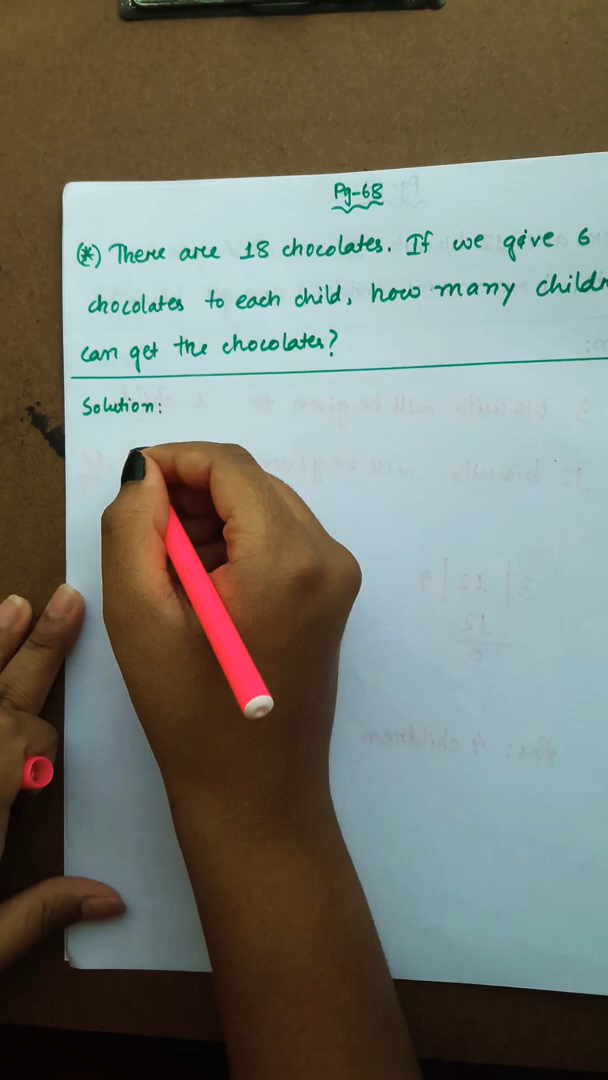 Pg-68
(*) There are 18 chocolates. If we give 6
chocolates to each child, how many
can get the chocolates?
Solution: